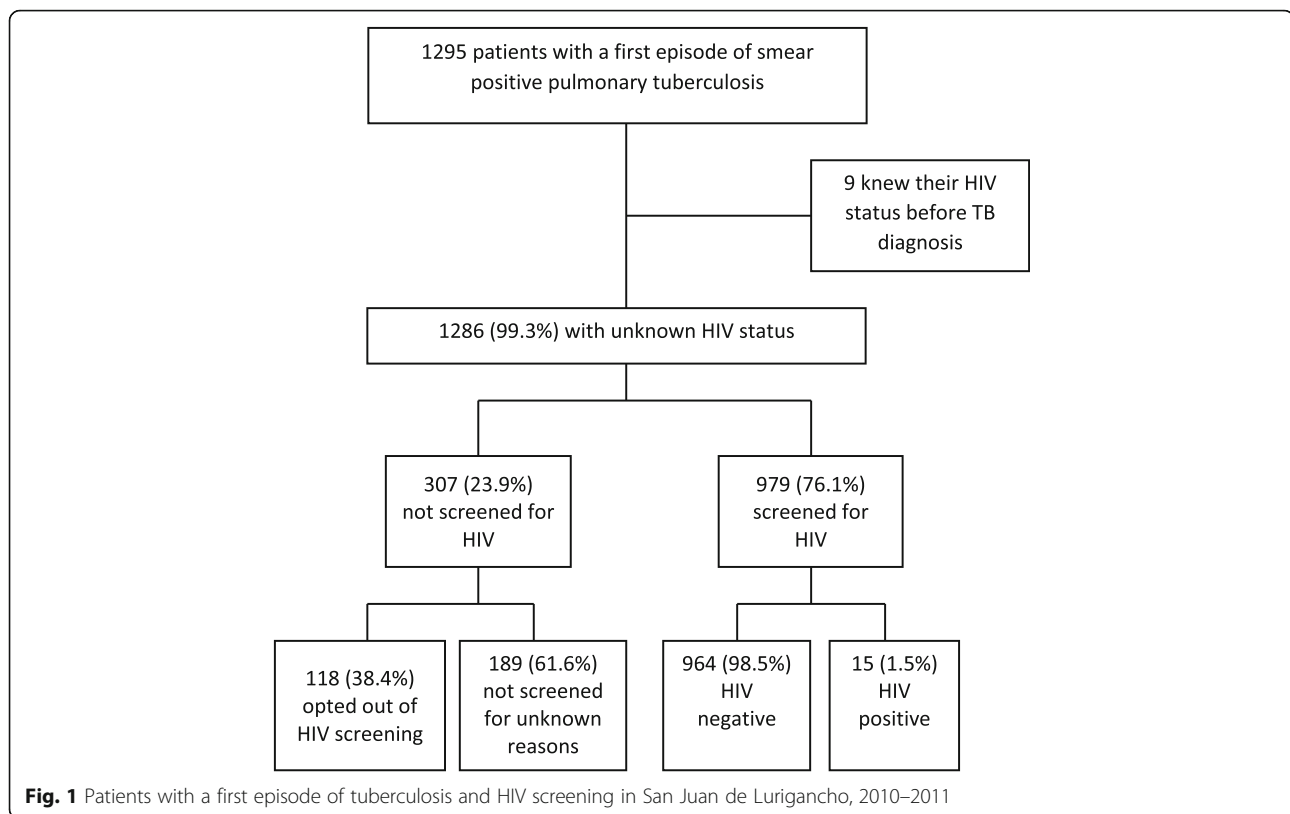 1295 patients with a first episode of smear
positive pulmonary tuberculosis
9 knew their HIV
status before TB
diagnosis
1286 (99.3%) with unknown HIV status
307 (23.9%)
not screened for
HIV
979 (76.1%)
screened for
HIV
118 (38.4%)
opted out of
HIV screening
189 (61.6%)
not screened
for unknown
reasons
964 (98.5%)
HIV
negative
15 (1.5%)
HIV
positive
Fig. 1 Patients with a first episode of tuberculosis and HIV screening in San Juan de Lurigancho, 2010–2011